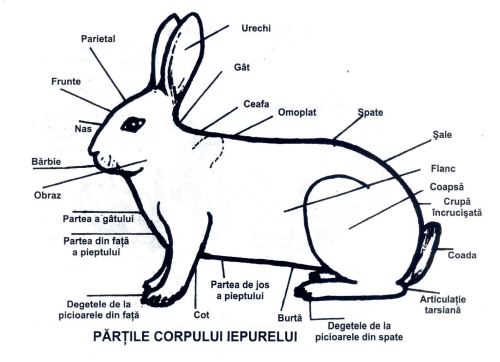 Urechi
Parietal
Gât
Frunte
Ceafa
Omoplat
Spate
Nas
Şale
Bărbie
Flanc
Coapsă
Obraz
Crupă
încrucişată
Partea a gâtului
Partea din faţă
a pieptului
Coada
Partea de jos
a pieptului
Degetele de la
picioarele din faţă
Cot
Burtă
Articulaţie
tarsiană
Degetele de la
picioarele din spate
PĂRŢILE CORPULUI IEPURELUI